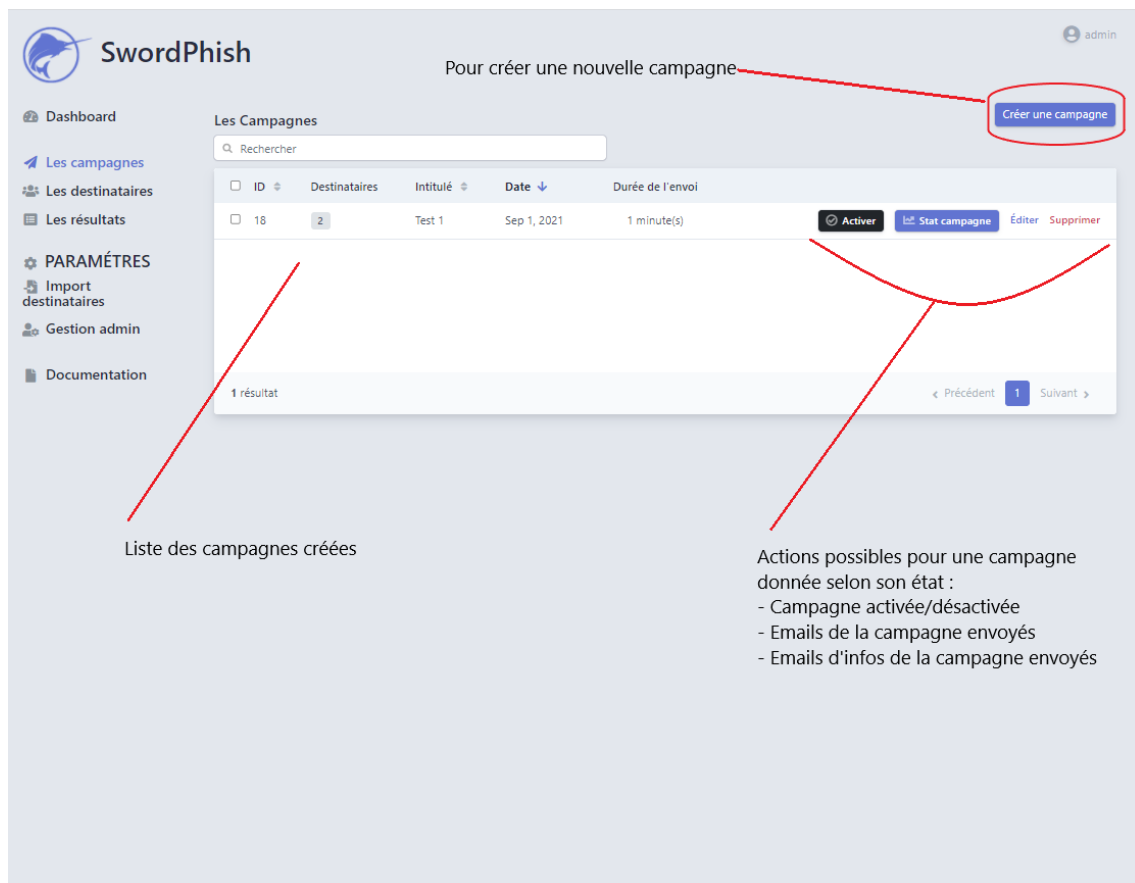 SwordPhish
admin
Pour créer une nouvelle campagne
Créer une campagne
Dashboard
Les campagnes
Les destinataires
Les résultats
PARAMÉTRES
Import
destinataires
Gestion admin
Documentation
Les Campagnes
Rechercher
ID Destinataires Intitulé Date Durée de l'envoi
18 2 Test 1 Sep 1, 2021 1 minute(s) Activer Stat campagne Éditer Supprimer
1 résultat Précédent 1 Suivant
Liste des campagnes créées
Actions possibles pour une campagne
donnée selon son état :
- Campagne activée/désactivée
- Emails de la campagne envoyés
- Emails d'infos de la campagne envoyés